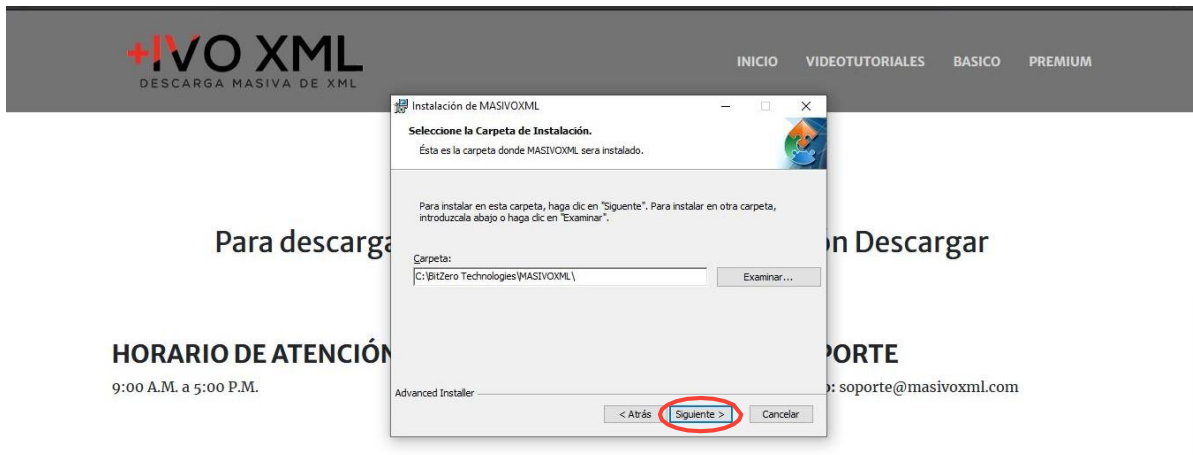 +IVO XML
DESCARGA MASIVA DE XML
INICIO VIDEOTUTORIALES BASICO PREMIUM
Instalación de MASIVOXML
Seleccione la Carpeta de Instalación.
Ésta es la carpeta donde MASIVOXML sera instalado.
Para instalar en esta carpeta, haga clic en "Siguente". Para instalar en otra carpeta,
introduzcala abajo o haga clic en "Examinar".
Para descarga
ón Descargar
Carpeta:
C:\BitZero Technologies\MASIVOXML\
Examinar...
HORARIO DE ATENCIÓN
PORTE
9:00 A.M. a 5:00 P.M.
o: soporte@masivoxml.com
Advanced Installer
< Atrás Siguiente > Cancelar